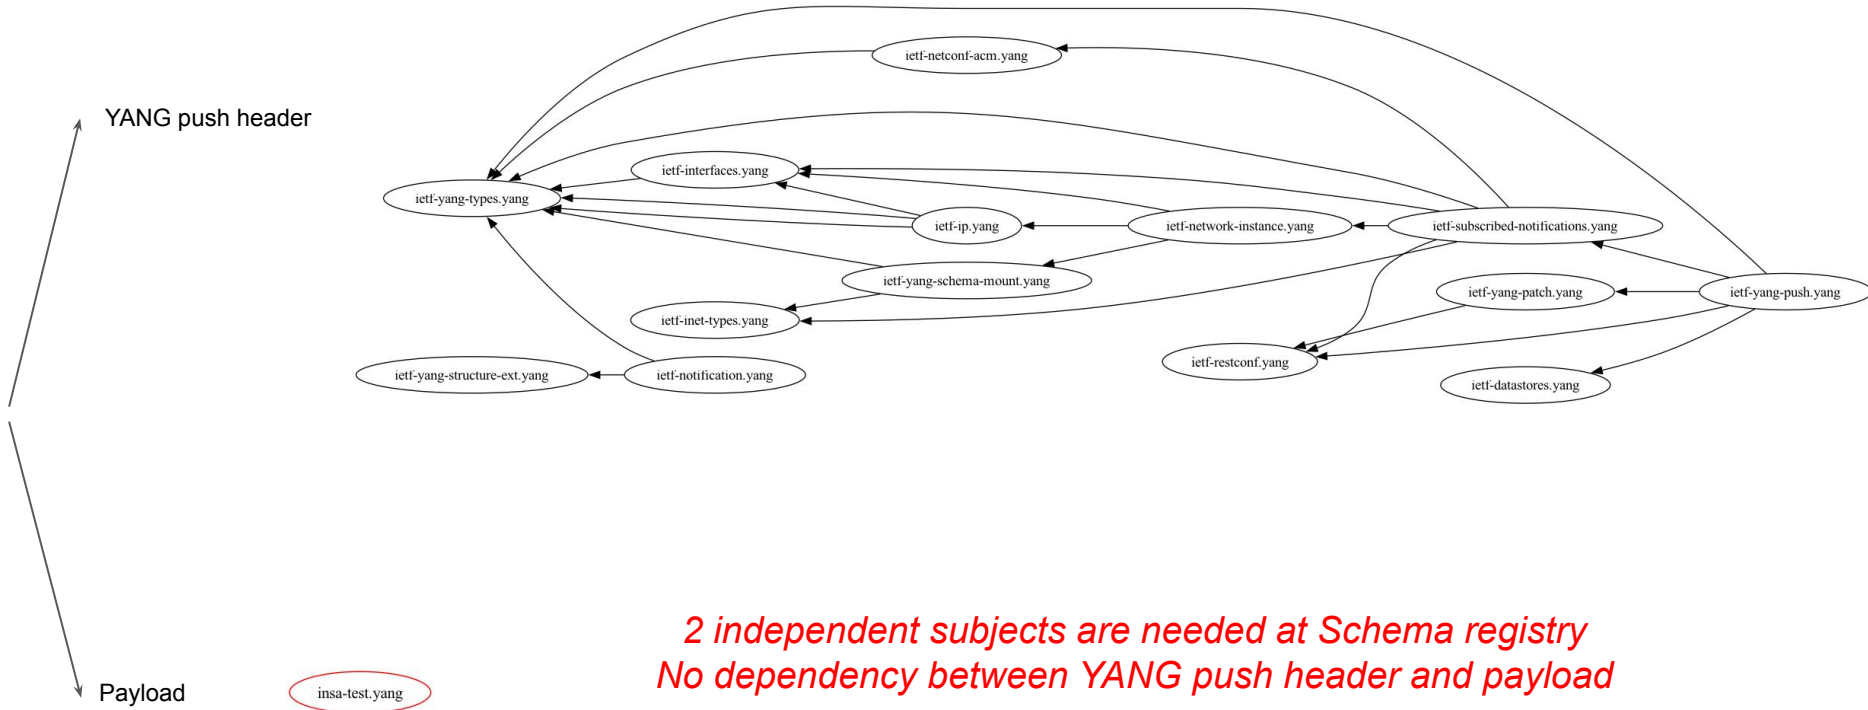 ietf-netconf-acm.yang
YANG push header
ietf-interfaces.yang
ietf-yang-types.yang
ietf-ip.yang
ietf-network-instance.yang
ietf-subscribed-notifications.yang
ietf-yang-schema-mount.yang
ietf-yang-patch.yang
ietf-yang-push.yang
ietf-inet-types.yang
ietf-restconf.yang
ietf-yang-structure-ext.yang
ietf-notification.yang
ietf-datastores.yang
2 independent subjects are needed at Schema registry
No dependency between YANG push header and payload
Payload
insa-test.yang